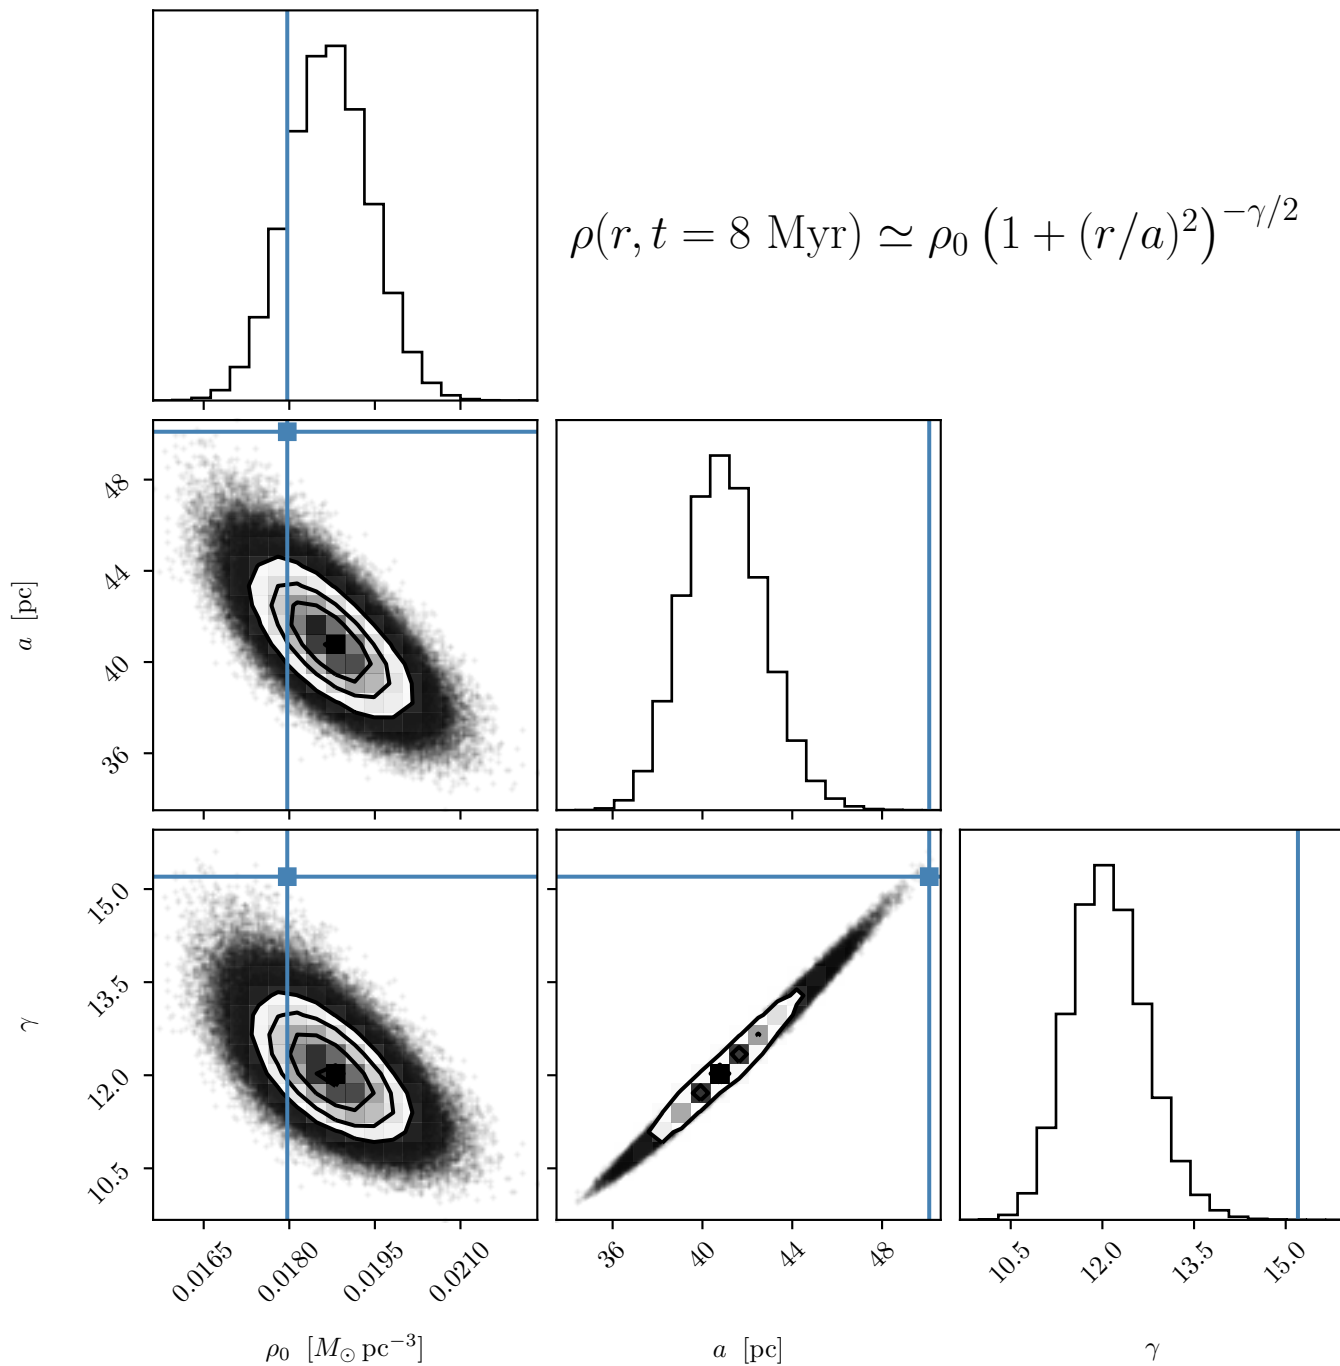 ρ(r, t = 8 Myr) ≃ ρ₀ (1 + (r/a)²)^{−γ/2}
48
44
40
36
a [pc]
15.0
13.5
12.0
10.5
γ
0.0165 0.0180 0.0195 0.0210
36 40 44 48
10.5 12.0 13.5 15.0
ρ₀ [M⊙ pc⁻³]
a [pc]
γ